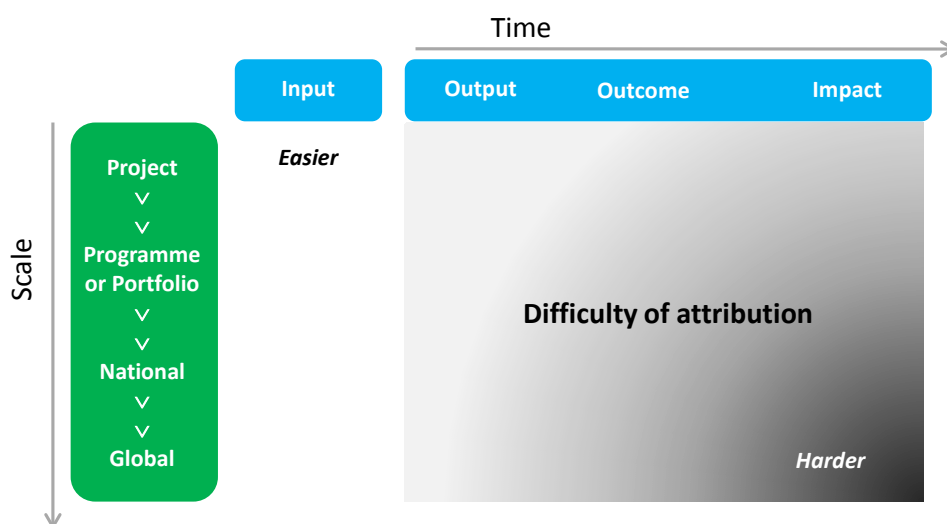 Time
Input
Output
Outcome
Impact
Scale
Project
Programme
or Portfolio
National
Global
Easier
Difficulty of attribution
Harder